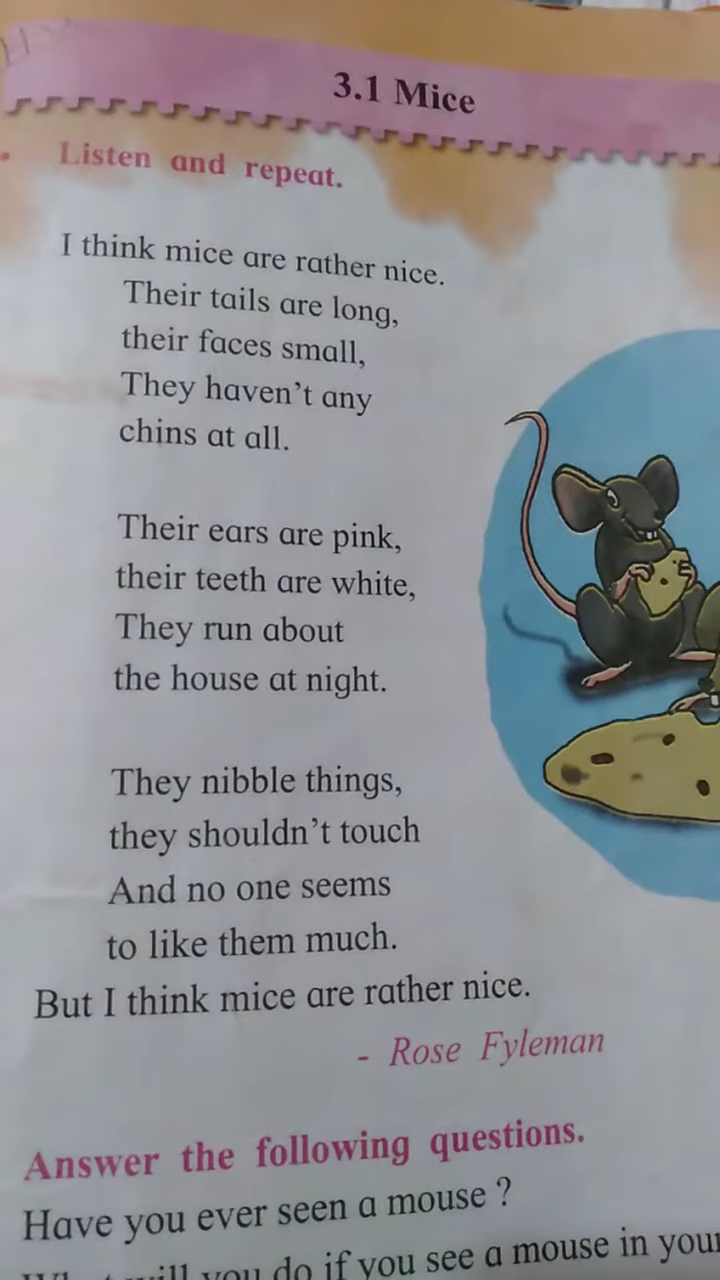 3.1 Mice
Listen and repeat.
I think mice are rather nice.
Their tails are long,
their faces small,
They haven't any
chins at all.
Their ears are pink,
their teeth are white,
They run about
the house at night.
They nibble things,
they shouldn't touch
And no one seems
to like them much.
But I think mice are rather nice.
- Rose Fyleman
Answer the following questions.
Have you ever seen a mouse ?
will you do if you see a mouse in your